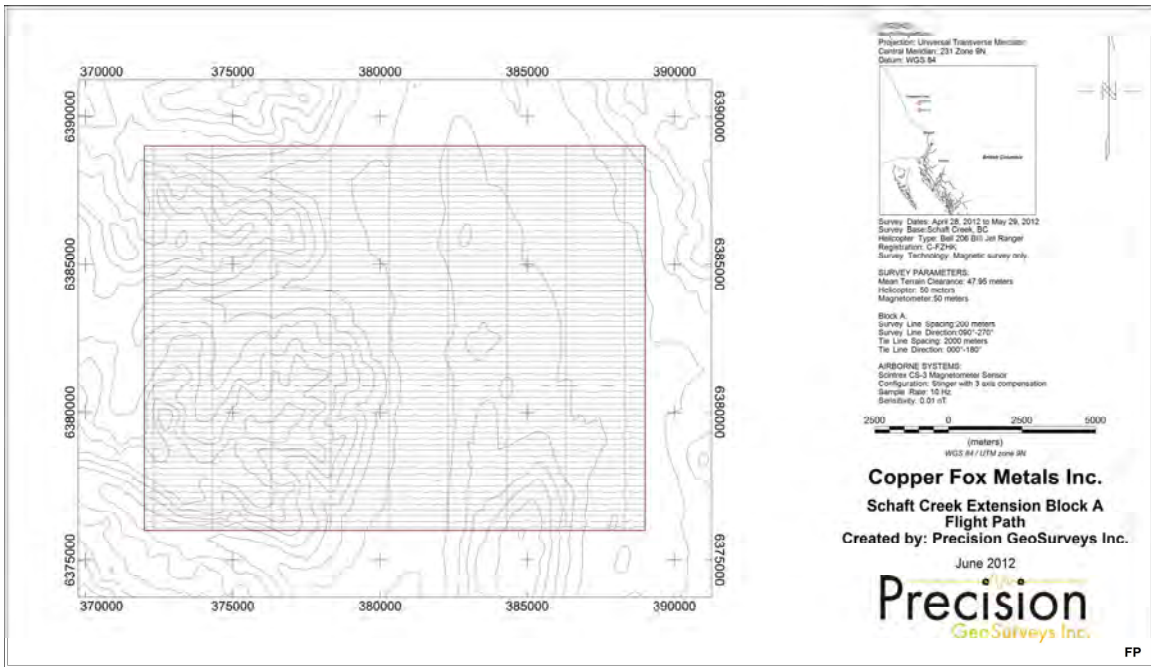 370000 375000 380000 385000 390000
6390000 6390000
6385000 6385000
6380000 6380000
6375000 6375000
370000 375000 380000 385000 390000
Projection: Universal Transverse Mercator
Central Meridian: 231 Zone 9N
Datum: WGS 84
British Columbia
Survey Dates: April 28, 2012 to May 29, 2012
Survey Base:Schaft Creek, BC
Helicopter Type: Bell 206 BIII Jet Ranger
Registration: C-FZHK
Survey Technology: Magnetic survey only.
SURVEY PARAMETERS:
Mean Terrain Clearance: 47.95 meters
Helicopter: 50 meters
Magnetometer:50 meters
Block A:
Survey Line Spacing:200 meters
Survey Line Direction:090°-270°
Tie Line Spacing: 2000 meters
Tie Line Direction: 000°-180°
AIRBORNE SYSTEMS:
Scintrex CS-3 Magnetometer Sensor
Configuration: Stinger with 3 axis compensation
Sample Rate: 10 Hz
Sensitivity: 0.01 nT
2500 0 2500 5000
(meters)
WGS 84 / UTM zone 9N
Copper Fox Metals Inc.
Schaft Creek Extension Block A
Flight Path
Created by: Precision GeoSurveys Inc.
June 2012
Precision
GeoSurveys Inc.
FP